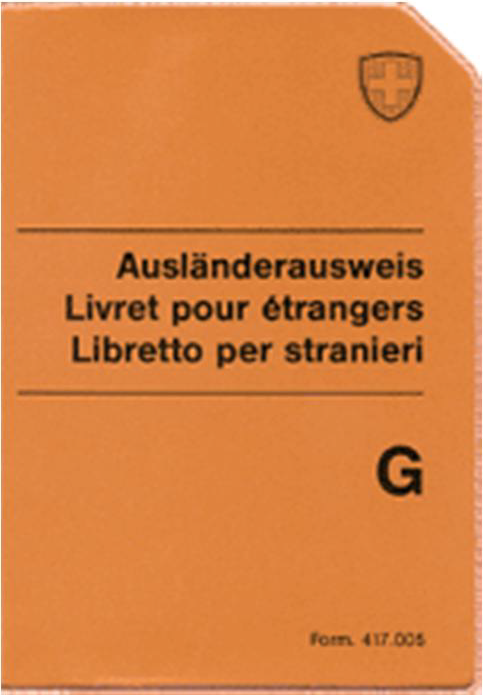 Ausländerausweis
Livret pour étrangers
Libretto per stranieri
G
Form. 417.005